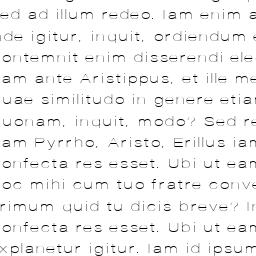 ed ad illum redeo. Iam enim a
de igitur, inquit, ordiendum e
ontemnit enim disserendi ele
am ante Aristippus, et ille me
uae similitudo in genere etiar
uonam, inquit, modo? Sed re
am Pyrrho, Aristo, Erillus iam
onfecta res esset. Ubi ut eam
oc mihi cum tuo fratre conve
rimum quid tu dicis breve? In
onfecta res esset. Ubi ut eam
xplanetur igitur. Iam id ipsum